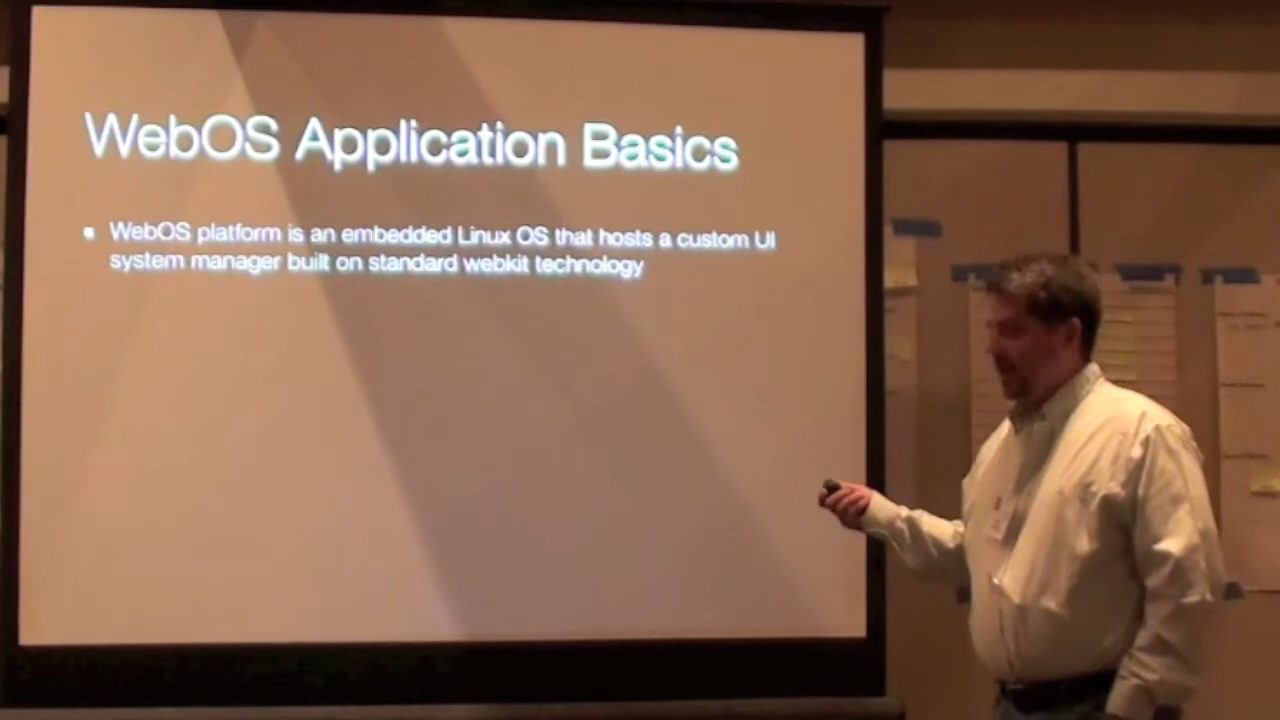 WebOS Application Basics
WebOS platform is an embedded Linux OS that hosts a custom UI
system manager built on standard webkit technology